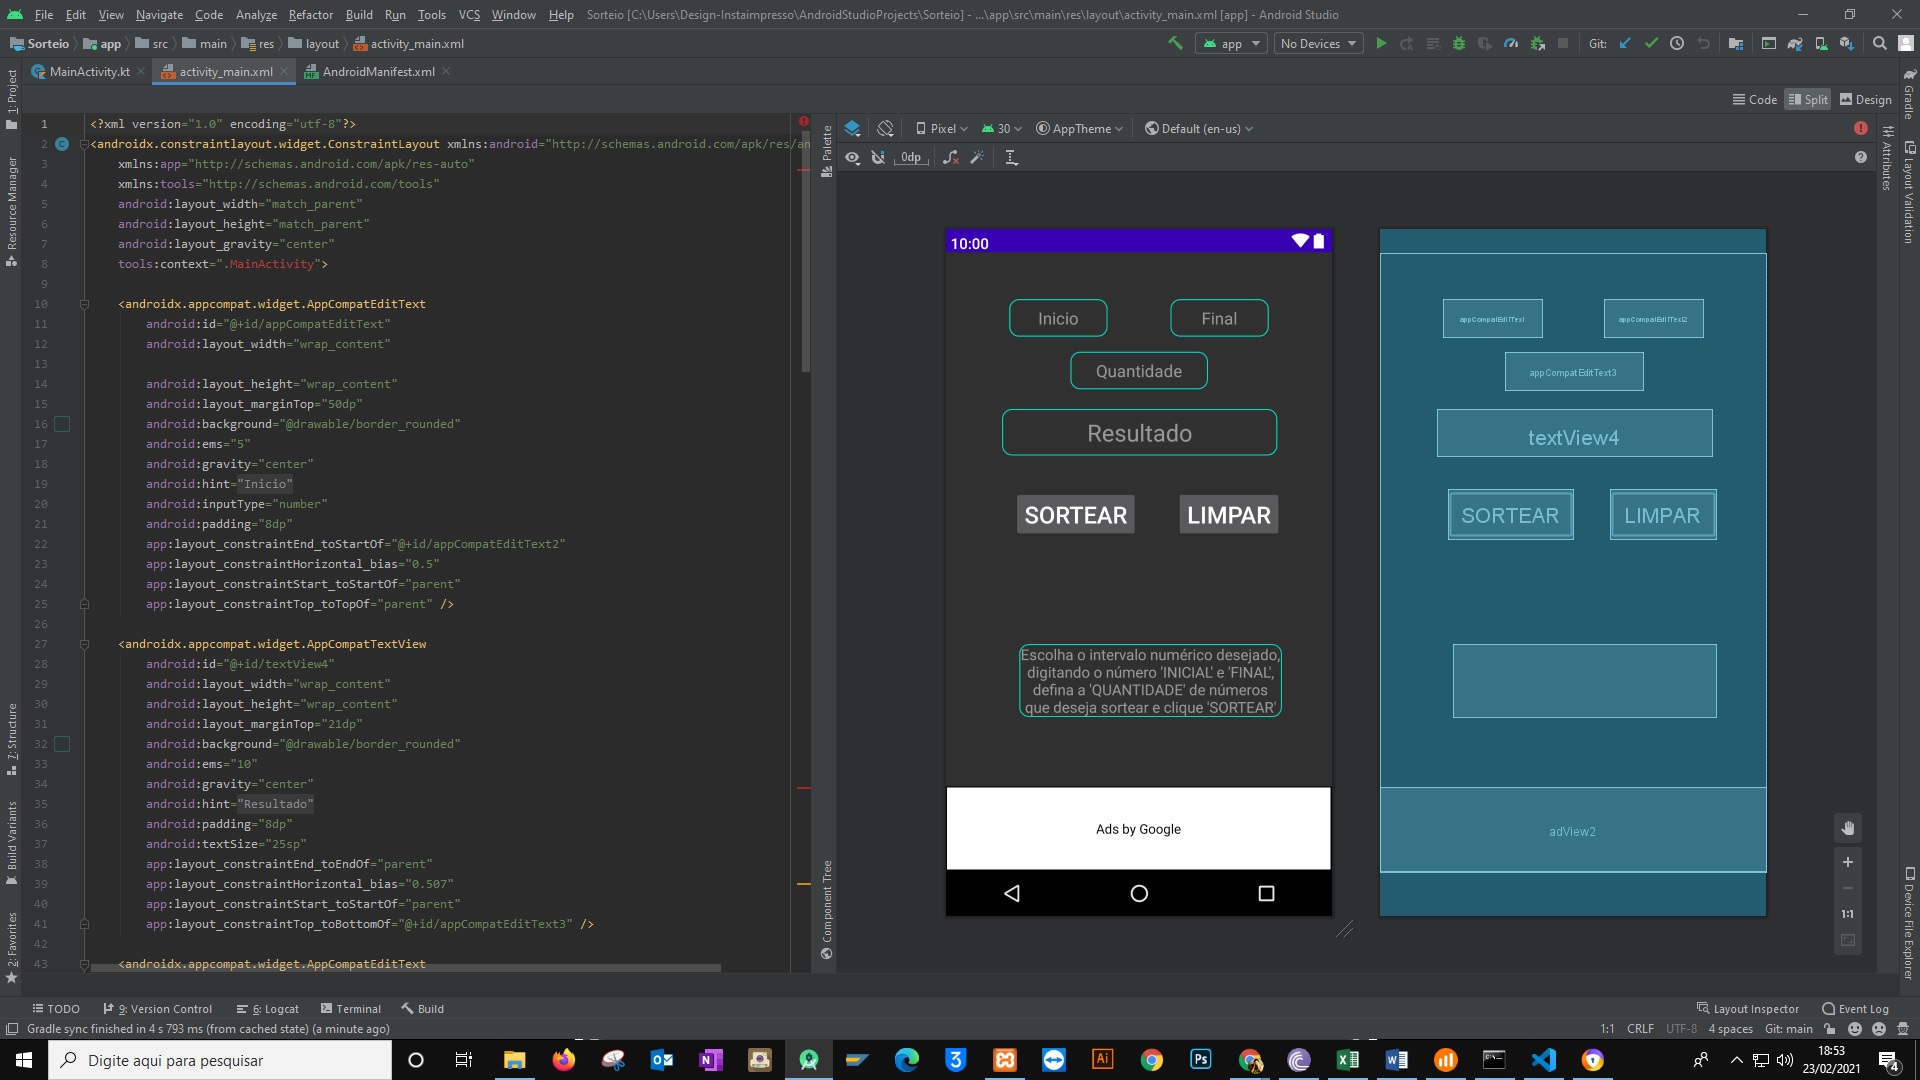 File Edit View Navigate Code Analyze Refactor Build Run Tools VCS Window Help Sorteio [C:\Users\Design-Instaimpresso\AndroidStudioProjects\Sorteio] - ...\app\src\main\res\layout\activity_main.xml [app] - Android Studio
Sorteio app src main res layout activity_main.xml
app No Devices Git:
MainActivity.kt activity_main.xml AndroidManifest.xml
Code Split Design
Pixel 30 AppTheme Default (en-us)
0dp
1: Project
Resource Manager
7: Structure
Build Variants
2: Favorites
1 <?xml version="1.0" encoding="utf-8"?>
2 <androidx.constraintlayout.widget.ConstraintLayout xmlns:android="http://schemas.android.com/apk/res/an
3 xmlns:app="http://schemas.android.com/apk/res-auto"
4 xmlns:tools="http://schemas.android.com/tools"
5 android:layout_width="match_parent"
6 android:layout_height="match_parent"
7 android:layout_gravity="center"
8 tools:context=".MainActivity">
9
10 <androidx.appcompat.widget.AppCompatEditText
11 android:id="@+id/appCompatEditText"
12 android:layout_width="wrap_content"
13
14 android:layout_height="wrap_content"
15 android:layout_marginTop="50dp"
16 android:background="@drawable/border_rounded"
17 android:ems="5"
18 android:gravity="center"
19 android:hint="Inicio"
20 android:inputType="number"
21 android:padding="8dp"
22 app:layout_constraintEnd_toStartOf="@+id/appCompatEditText2"
23 app:layout_constraintHorizontal_bias="0.5"
24 app:layout_constraintStart_toStartOf="parent"
25 app:layout_constraintTop_toTopOf="parent" />
26
27 <androidx.appcompat.widget.AppCompatTextView
28 android:id="@+id/textView4"
29 android:layout_width="wrap_content"
30 android:layout_height="wrap_content"
31 android:layout_marginTop="21dp"
32 android:background="@drawable/border_rounded"
33 android:ems="10"
34 android:gravity="center"
35 android:hint="Resultado"
36 android:padding="8dp"
37 android:textSize="25sp"
38 app:layout_constraintEnd_toEndOf="parent"
39 app:layout_constraintHorizontal_bias="0.507"
40 app:layout_constraintStart_toStartOf="parent"
41 app:layout_constraintTop_toBottomOf="@+id/appCompatEditText3" />
42
43 <androidx.appcompat.widget.AppCompatEditText
Palette
Component Tree
10:00
Inicio Final
Quantidade
Resultado
SORTEAR LIMPAR
Escolha o intervalo numérico desejado,
digitando o número 'INICIAL' e 'FINAL',
defina a 'QUANTIDADE' de números
que deseja sortear e clique 'SORTEAR'
Ads by Google
appCompatEditText appCompatEditText2
appCompatEditText3
textView4
SORTEAR LIMPAR
adView2
1:1
Gradle
Attributes
Layout Validation
Device File Explorer
TODO 9: Version Control 6: Logcat Terminal Build Layout Inspector Event Log
Gradle sync finished in 4 s 793 ms (from cached state) (a minute ago) 1:1 CRLF UTF-8 4 spaces Git: main
Digite aqui para pesquisar
18:53
23/02/2021
4